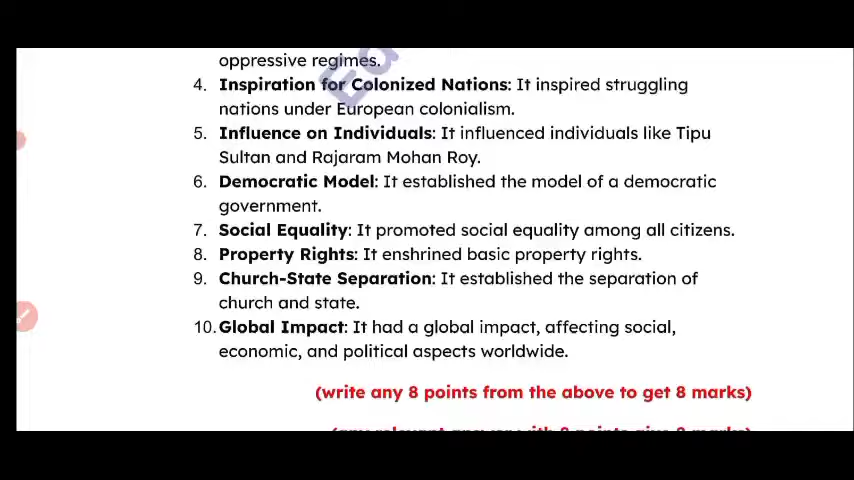 oppressive regimes.
4. Inspiration for Colonized Nations: It inspired struggling
nations under European colonialism.
5. Influence on Individuals: It influenced individuals like Tipu
Sultan and Rajaram Mohan Roy.
6. Democratic Model: It established the model of a democratic
government.
7. Social Equality: It promoted social equality among all citizens.
8. Property Rights: It enshrined basic property rights.
9. Church-State Separation: It established the separation of
church and state.
10. Global Impact: It had a global impact, affecting social,
economic, and political aspects worldwide.
(write any 8 points from the above to get 8 marks)